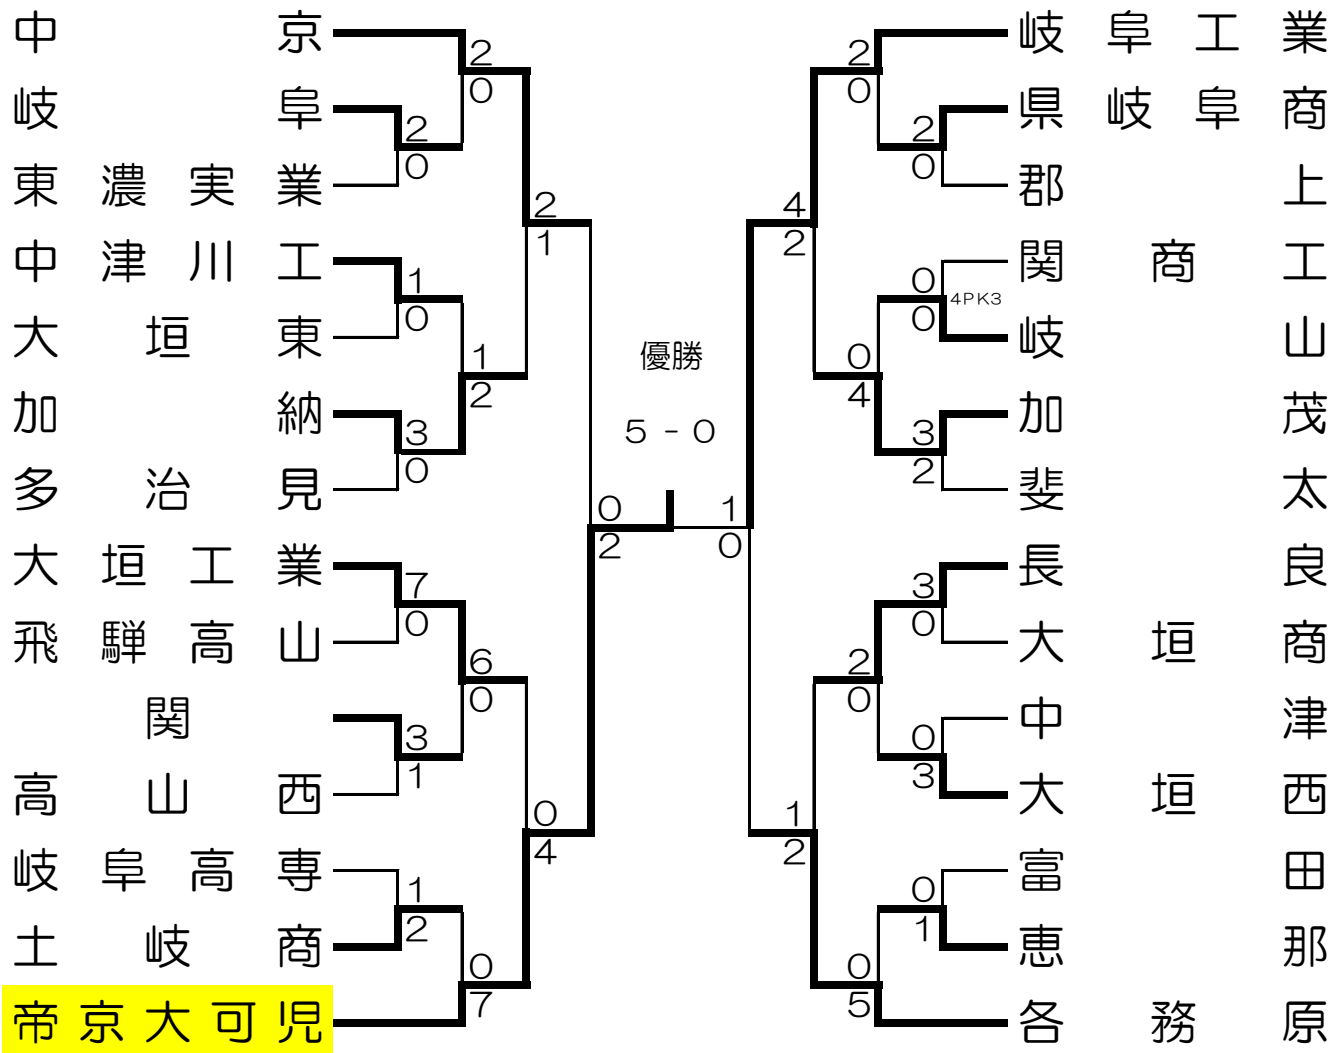 中京
岐阜
東濃実業
中津川工
大垣東
加納
多治見
大垣工業
飛騨高山
関
高山西
岐阜高専
土岐商
帝京大可児
2
0
2
0
1
0
3
0
1
2
2
1
7
0
3
1
6
0
1
2
0
7
0
4
0
2
優勝
5 - 0
1
0
2
0
2
0
4
2
0
4PK3
0
0
4
3
2
3
0
2
0
0
3
1
2
0
1
0
5
岐阜工業
県岐阜商
郡上
関商工
岐山
加茂
斐太
長良
大垣商
中津
大垣西
富田
恵那
各務原